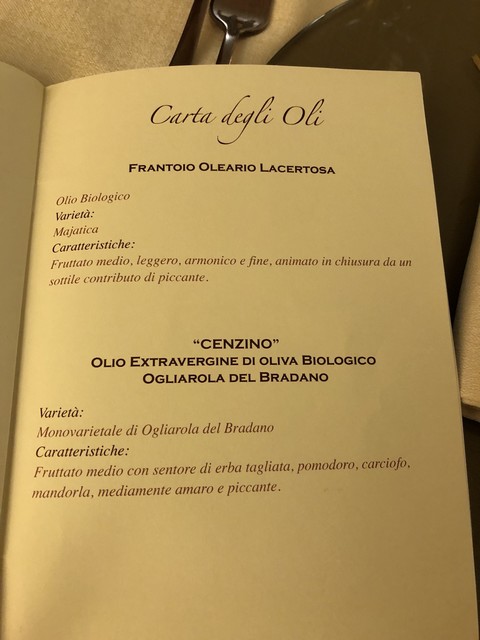 Carta degli Oli
FRANTOIO OLEARIO LACERTOSA
Olio Biologico
Varietà:
Majatica
Caratteristiche:
Fruttato medio, leggero, armonico e fine, animato in chiusura da un
sottile contributo di piccante.
“CENZINO”
OLIO EXTRAVERGINE DI OLIVA BIOLOGICO
OGLIAROLA DEL BRADANO
Varietà:
Monovarietale di Ogliarola del Bradano
Caratteristiche:
Fruttato medio con sentore di erba tagliata, pomodoro, carciofo,
mandorla, mediamente amaro e piccante.